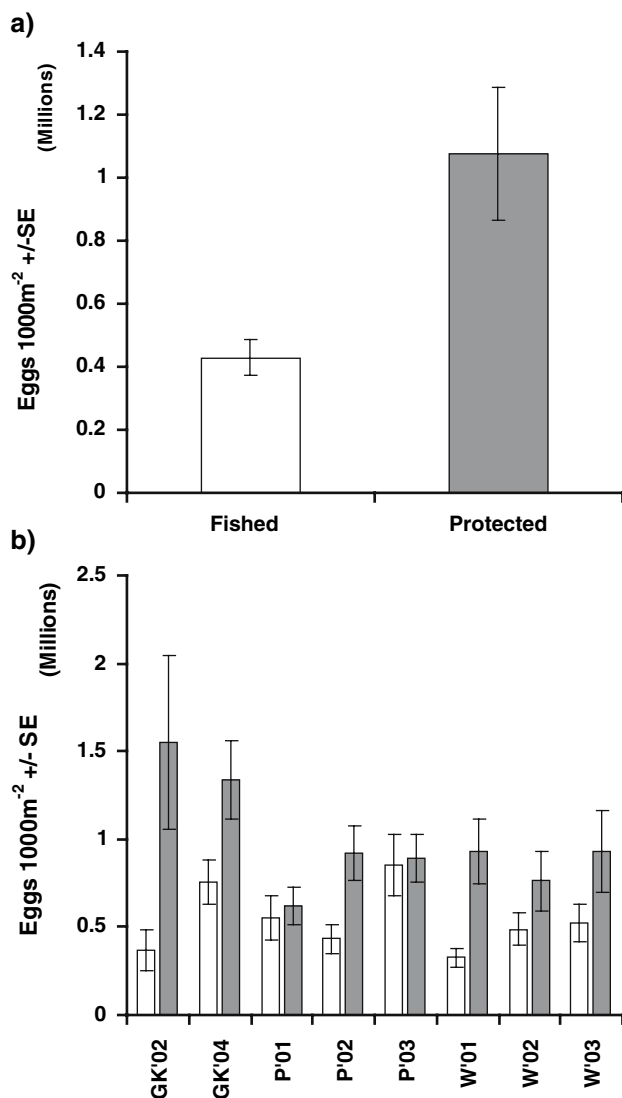 a)
Eggs 1000m⁻² +/-SE (Millions)
1.4
1.2
1
0.8
0.6
0.4
0.2
0
Fished Protected
b)
Eggs 1000m⁻² +/- SE (Millions)
2.5
2
1.5
1
0.5
0
GK'02 GK'04 P'01 P'02 P'03 W'01 W'02 W'03